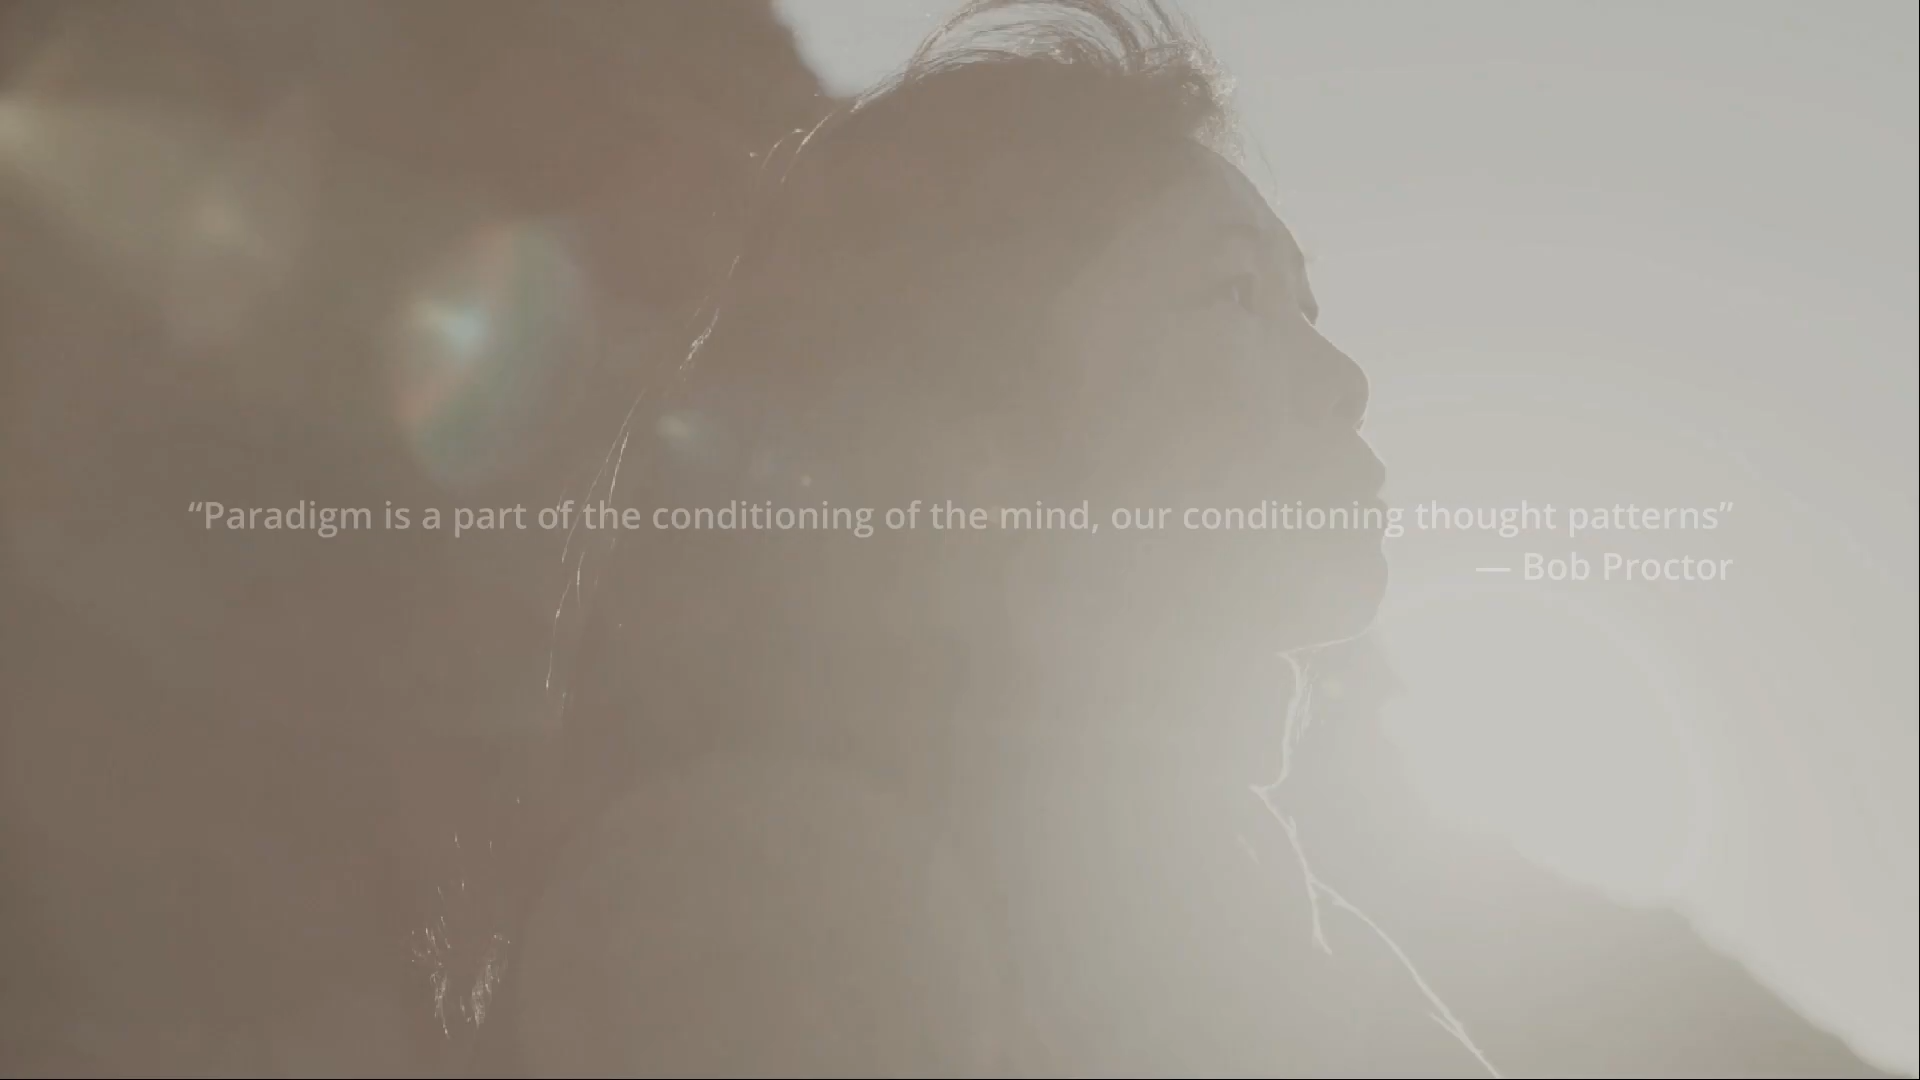 “Paradigm is a part of the conditioning of the mind, our conditioning thought patterns”
— Bob Proctor